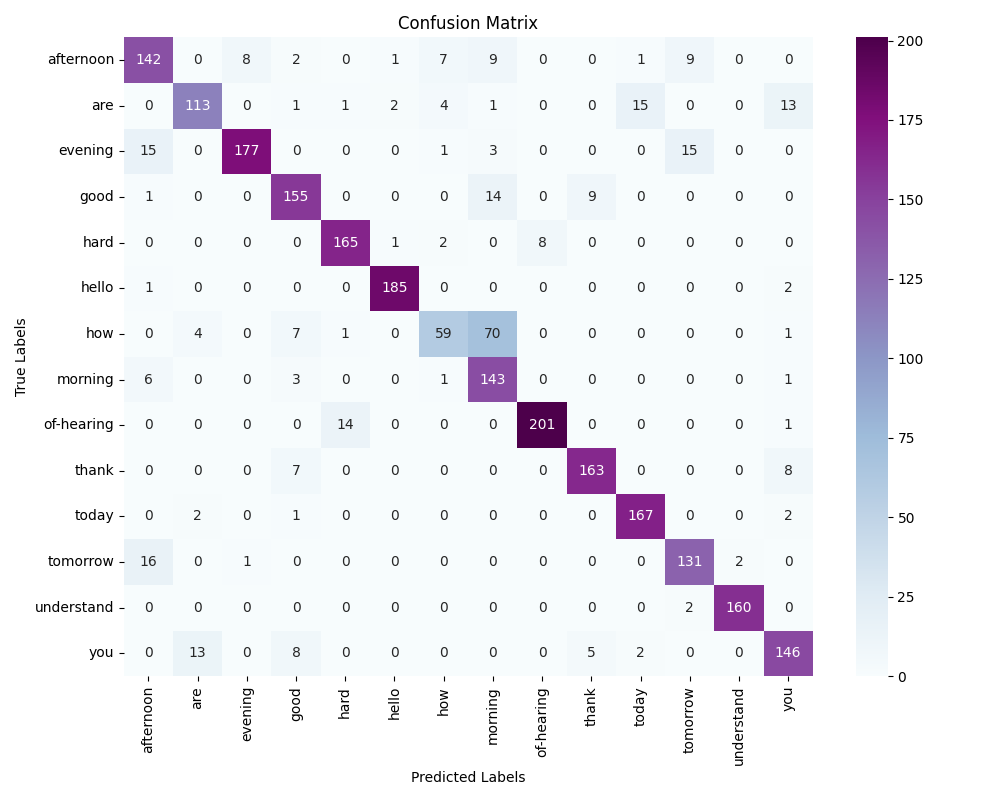 Confusion Matrix
afternoon 142 0 8 2 0 1 7 9 0 0 1 9 0 0
are 0 113 0 1 1 2 4 1 0 0 15 0 0 13
evening 15 0 177 0 0 0 1 3 0 0 0 15 0 0
good 1 0 0 155 0 0 0 14 0 9 0 0 0 0
hard 0 0 0 0 165 1 2 0 8 0 0 0 0 0
hello 1 0 0 0 0 185 0 0 0 0 0 0 0 2
how 0 4 0 7 1 0 59 70 0 0 0 0 0 1
morning 6 0 0 3 0 0 1 143 0 0 0 0 0 1
of-hearing 0 0 0 0 14 0 0 0 201 0 0 0 0 1
thank 0 0 0 7 0 0 0 0 0 163 0 0 0 8
today 0 2 0 1 0 0 0 0 0 0 167 0 0 2
tomorrow 16 0 1 0 0 0 0 0 0 0 0 131 2 0
understand 0 0 0 0 0 0 0 0 0 0 0 2 160 0
you 0 13 0 8 0 0 0 0 0 5 2 0 0 146
True Labels
afternoon are evening good hard hello how morning of-hearing thank today tomorrow understand you
Predicted Labels
200
175
150
125
100
75
50
25
0